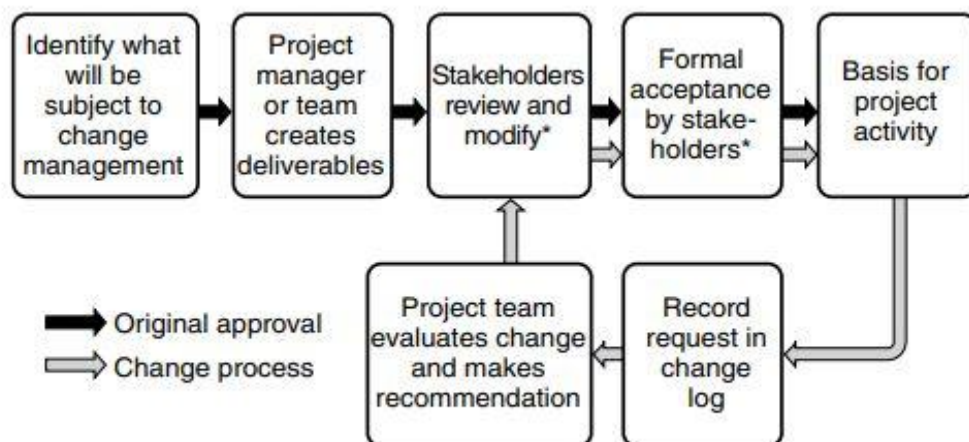 Identify what
will be
subject to
change
management
Project
manager
or team
creates
deliverables
Stakeholders
review and
modify*
Formal
acceptance
by stake-
holders*
Basis for
project
activity
Project team
evaluates change
and makes
recommendation
Record
request in
change
log
Original approval
Change process